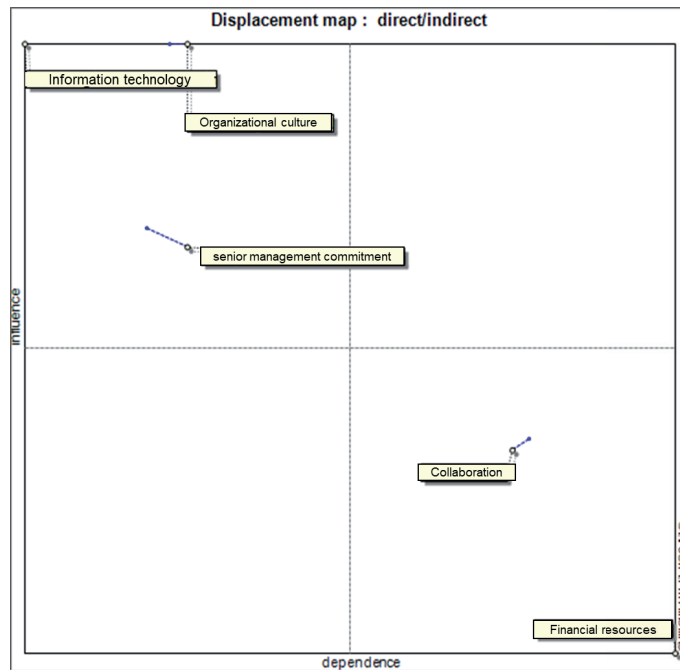 Displacement map : direct/indirect
Information technology
Organizational culture
senior management commitment
influence
Collaboration
Financial resources
dependence